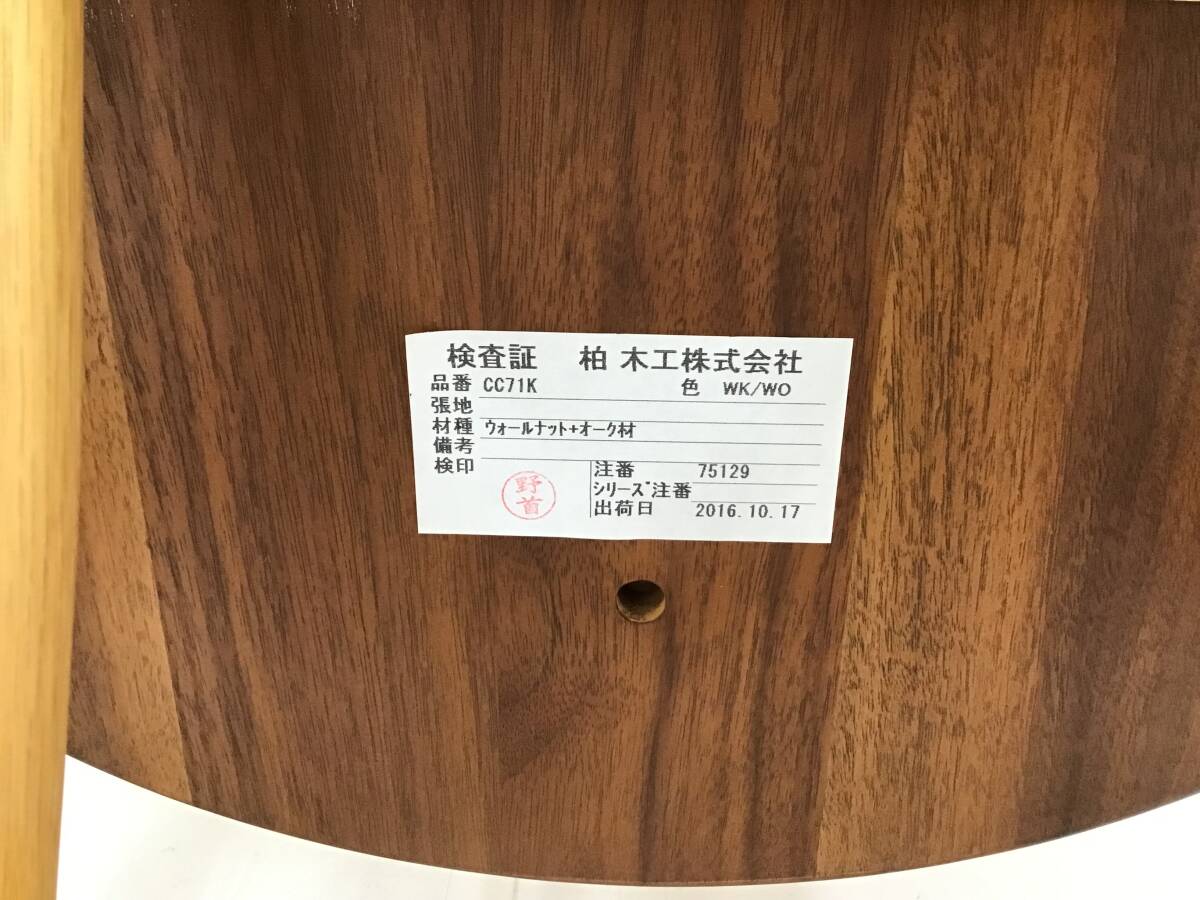 検査証 柏木工株式会社
品番 CC71K 色 WK/WO
張地
材種 ウォールナット+オーク材
備考
検印 野首
注番 75129
シリーズ注番
出荷日 2016.10.17